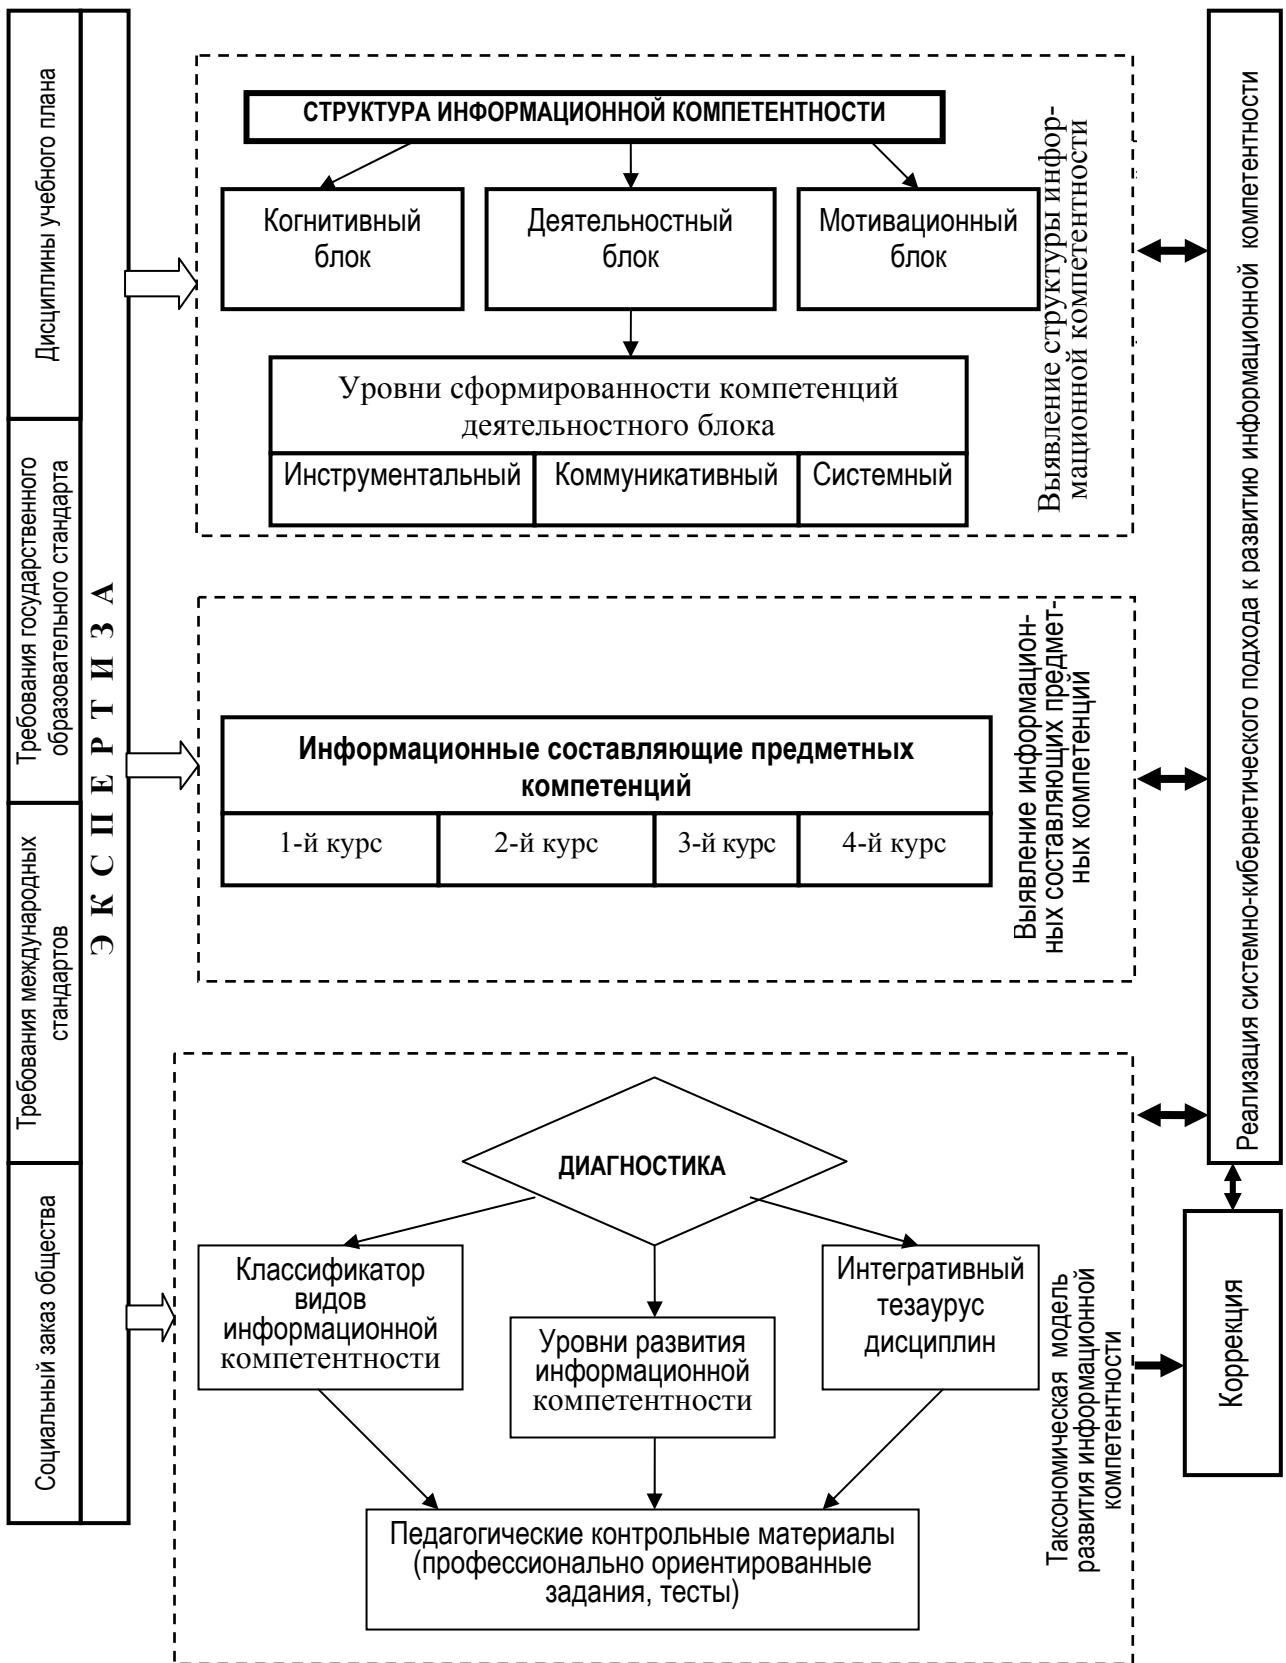 Дисциплины учебного плана
Требования государственного
образовательного стандарта
Требования международных
стандартов
Социальный заказ общества
ЭКСПЕРТИЗА
СТРУКТУРА ИНФОРМАЦИОННОЙ КОМПЕТЕНТНОСТИ
Когнитивный
блок
Деятельностный
блок
Мотивационный
блок
Уровни сформированности компетенций
деятельностного блока
Инструментальный
Коммуникативный
Системный
Выявление структуры инфор-
мационной компетентности
Информационные составляющие предметных
компетенций
1-й курс
2-й курс
3-й курс
4-й курс
Выявление информацион-
ных составляющих предмет-
ных компетенций
ДИАГНОСТИКА
Классификатор
видов
информационной
компетентности
Уровни развития
информационной
компетентности
Интегративный
тезаурус
дисциплин
Педагогические контрольные материалы
(профессионально ориентированные
задания, тесты)
Таксономическая модель
развития информационной
компетентности
Реализация системно-кибернетического подхода к развитию информационной компетентности
Коррекция